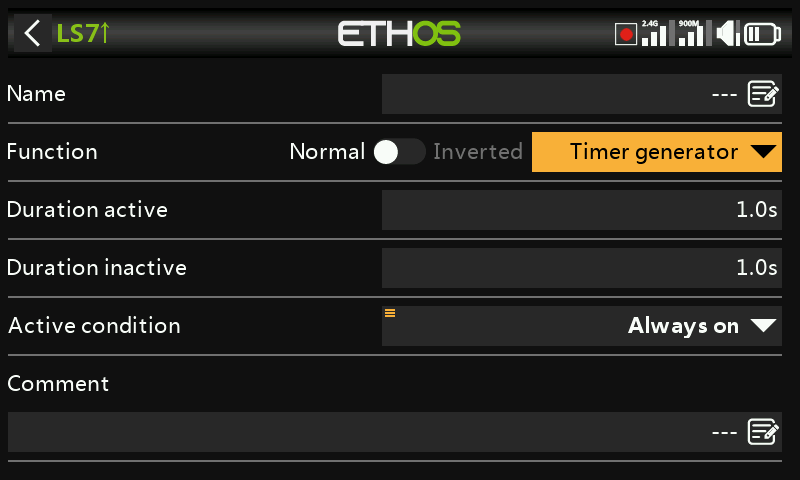 LS7↑ ETHOS 2.4G 900M
Name ---
Function Normal Inverted Timer generator
Duration active 1.0s
Duration inactive 1.0s
Active condition Always on
Comment
---